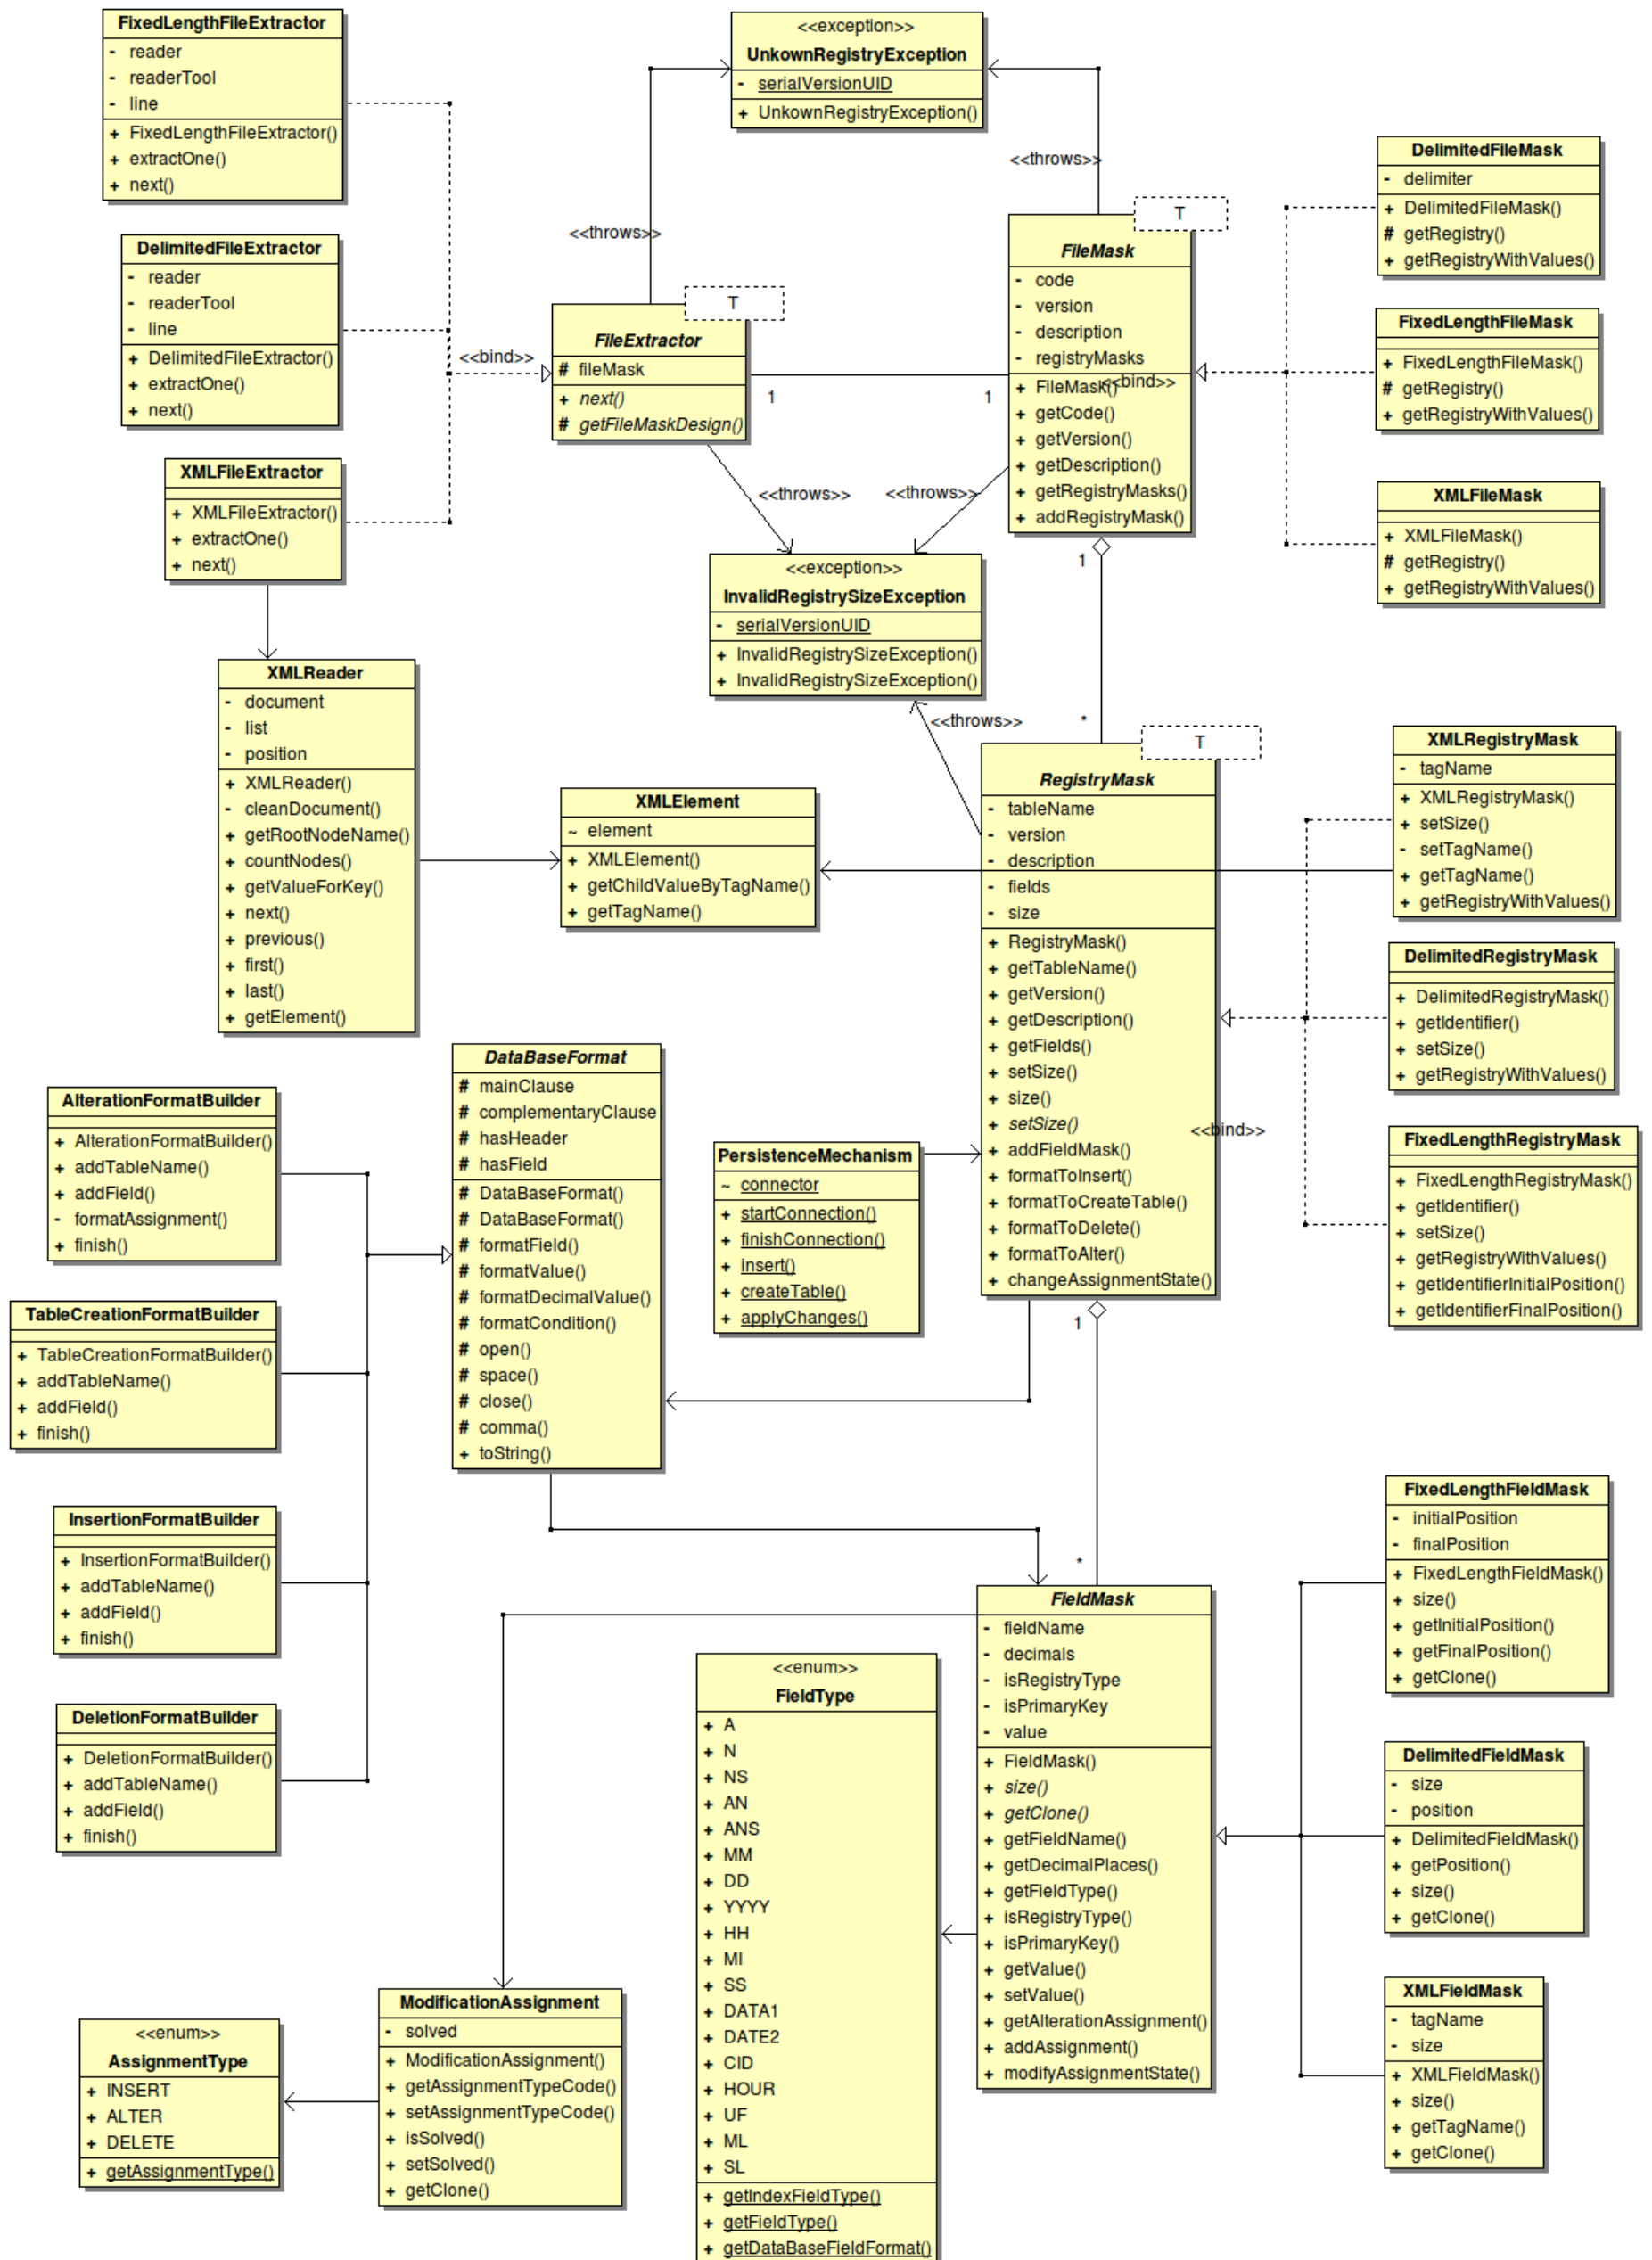 FixedLengthFileExtractor
- reader
- readerTool
- line
+ FixedLengthFileExtractor()
+ extractOne()
+ next()
<<exception>>
UnkownRegistryException
- serialVersionUID
+ UnkownRegistryException()
<<throws>>
<<throws>>
DelimitedFileMask
- delimiter
+ DelimitedFileMask()
# getRegistry()
+ getRegistryWithValues()
DelimitedFileExtractor
- reader
- readerTool
- line
+ DelimitedFileExtractor()
+ extractOne()
+ next()
<<bind>>
T
FileExtractor
# fileMask
+ next()
# getFileMaskDesign()
1
1
T
FileMask
- code
- version
- description
- registryMasks
+ FileMask()
+ getCode()
+ getVersion()
+ getDescription()
+ getRegistryMasks()
+ addRegistryMask()
<<bind>>
FixedLengthFileMask
+ FixedLengthFileMask()
# getRegistry()
+ getRegistryWithValues()
XMLFileExtractor
+ XMLFileExtractor()
+ extractOne()
+ next()
<<throws>>
<<throws>>
XMLFileMask
+ XMLFileMask()
# getRegistry()
+ getRegistryWithValues()
<<exception>>
InvalidRegistrySizeException
- serialVersionUID
+ InvalidRegistrySizeException()
+ InvalidRegistrySizeException()
1
*
<<throws>>
XMLReader
- document
- list
- position
+ XMLReader()
- cleanDocument()
+ getRootNodeName()
+ countNodes()
+ getValueForKey()
+ next()
+ previous()
+ first()
+ last()
+ getElement()
XMLElement
~ element
+ XMLElement()
+ getChildValueByTagName()
+ getTagName()
T
RegistryMask
- tableName
- version
- description
- fields
- size
+ RegistryMask()
+ getTableName()
+ getVersion()
+ getDescription()
+ getFields()
+ setSize()
+ size()
+ setSize()
+ addFieldMask()
+ formatToInsert()
+ formatToCreateTable()
+ formatToDelete()
+ formatToAlter()
+ changeAssignmentState()
<<bind>>
XMLRegistryMask
- tagName
+ XMLRegistryMask()
+ setSize()
- setTagName()
+ getTagName()
+ getRegistryWithValues()
DelimitedRegistryMask
+ DelimitedRegistryMask()
+ getIdentifier()
+ setSize()
+ getRegistryWithValues()
FixedLengthRegistryMask
+ FixedLengthRegistryMask()
+ getIdentifier()
+ setSize()
+ getRegistryWithValues()
+ getIdentifierInitialPosition()
+ getIdentifierFinalPosition()
DataBaseFormat
# mainClause
# complementaryClause
# hasHeader
# hasField
# DataBaseFormat()
# DataBaseFormat()
# formatField()
# formatValue()
# formatDecimalValue()
# formatCondition()
# open()
# space()
# close()
# comma()
+ toString()
PersistenceMechanism
~ connector
+ startConnection()
+ finishConnection()
+ insert()
+ createTable()
+ applyChanges()
AlterationFormatBuilder
+ AlterationFormatBuilder()
+ addTableName()
+ addField()
- formatAssignment()
+ finish()
TableCreationFormatBuilder
+ TableCreationFormatBuilder()
+ addTableName()
+ addField()
+ finish()
InsertionFormatBuilder
+ InsertionFormatBuilder()
+ addTableName()
+ addField()
+ finish()
DeletionFormatBuilder
+ DeletionFormatBuilder()
+ addTableName()
+ addField()
+ finish()
1
*
FieldMask
- fieldName
- decimals
- isRegistryType
- isPrimaryKey
- value
+ FieldMask()
+ size()
+ getClone()
+ getFieldName()
+ getDecimalPlaces()
+ getFieldType()
+ isRegistryType()
+ isPrimaryKey()
+ getValue()
+ setValue()
+ getAlterationAssignment()
+ addAssignment()
+ modifyAssignmentState()
FixedLengthFieldMask
- initialPosition
- finalPosition
+ FixedLengthFieldMask()
+ size()
+ getInitialPosition()
+ getFinalPosition()
+ getClone()
DelimitedFieldMask
- size
- position
+ DelimitedFieldMask()
+ getPosition()
+ size()
+ getClone()
XMLFieldMask
- tagName
- size
+ XMLFieldMask()
+ size()
+ getTagName()
+ getClone()
<<enum>>
FieldType
+ A
+ N
+ NS
+ AN
+ ANS
+ MM
+ DD
+ YYYY
+ HH
+ MI
+ SS
+ DATA1
+ DATE2
+ CID
+ HOUR
+ UF
+ ML
+ SL
+ getIndexFieldType()
+ getFieldType()
+ getDataBaseFieldFormat()
ModificationAssignment
- solved
+ ModificationAssignment()
+ getAssignmentTypeCode()
+ setAssignmentTypeCode()
+ isSolved()
+ setSolved()
+ getClone()
<<enum>>
AssignmentType
+ INSERT
+ ALTER
+ DELETE
+ getAssignmentType()